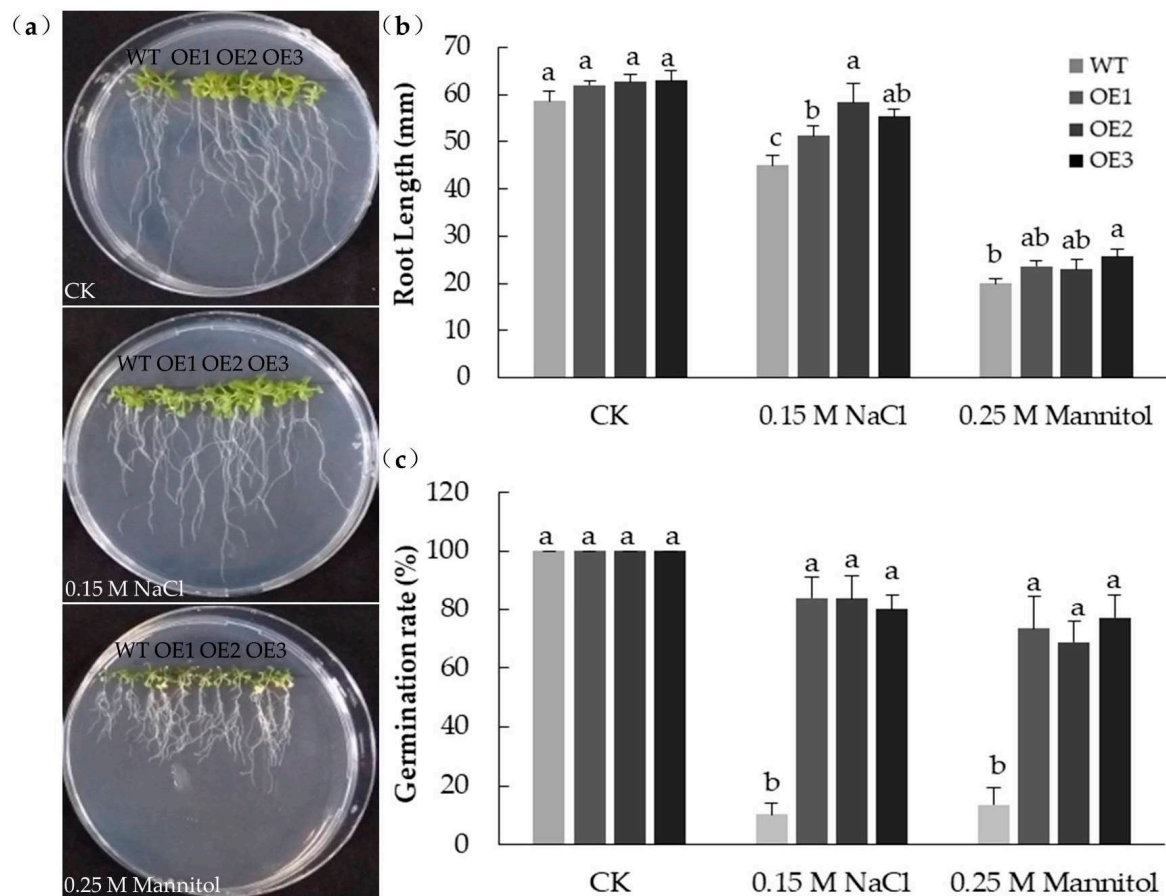 (a)
WT OE1 OE2 OE3
CK
WT OE1 OE2 OE3
0.15 M NaCl
WT OE1 OE2 OE3
0.25 M Mannitol
(b)
Root Length (mm)
70
60
50
40
30
20
10
0
a a a a
c b a ab
b ab ab a
WT
OE1
OE2
OE3
CK 0.15 M NaCl 0.25 M Mannitol
(c)
Germination rate (%)
120
100
80
60
40
20
0
a a a a
b a a a
b a a a
CK 0.15 M NaCl 0.25 M Mannitol